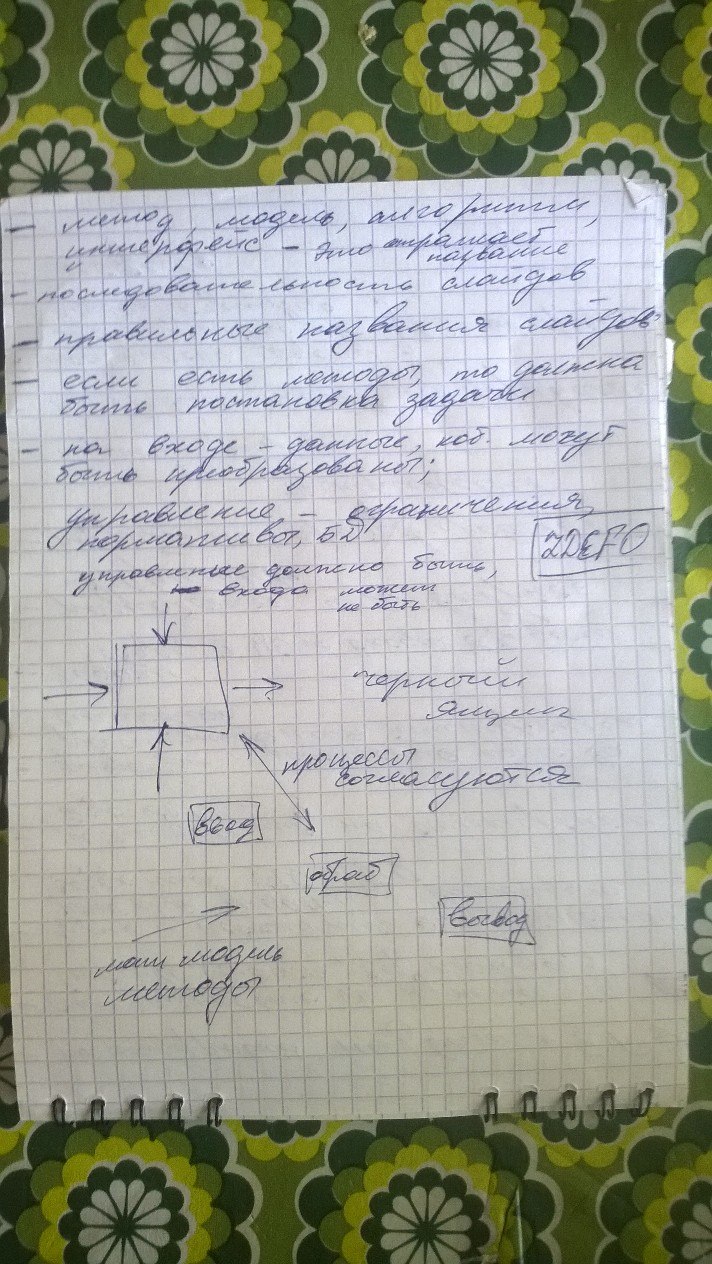 - метод, модель, алгоритм,
интерфейс - это отражает
и название
- последовательность слайдов
- правильные названия слайдов
- если есть методы, то должна
быть постановка задачи
- на входе - данные, кот. могут
быть преобразованы;
управление - ограничения,
нормативы, БД
IDEF0
управление должно быть,
- входа может
не быть
черный
ящик
процессы
согласуются
ввод
обраб
вывод
мат модель
методы